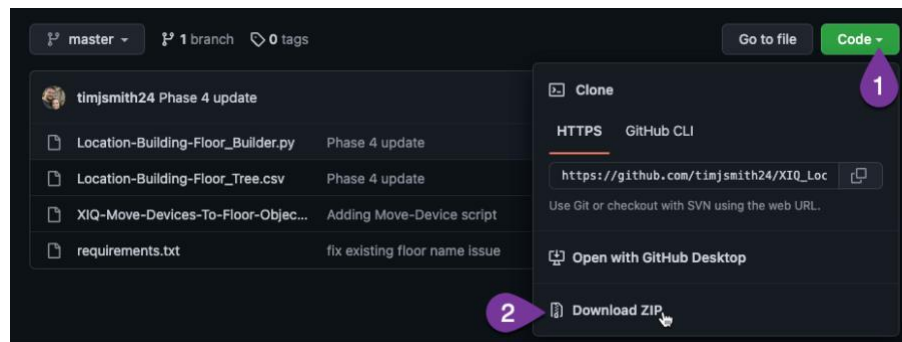 master 1 branch 0 tags Go to file Code
1
timjsmith24 Phase 4 update
Location-Building-Floor_Builder.py Phase 4 update
Location-Building-Floor_Tree.csv Phase 4 update
XIQ-Move-Devices-To-Floor-Objec... Adding Move-Device script
requirements.txt fix existing floor name issue
Clone
HTTPS GitHub CLI
https://github.com/timjsmith24/XIQ_Loc
Use Git or checkout with SVN using the web URL.
Open with GitHub Desktop
2 Download ZIP